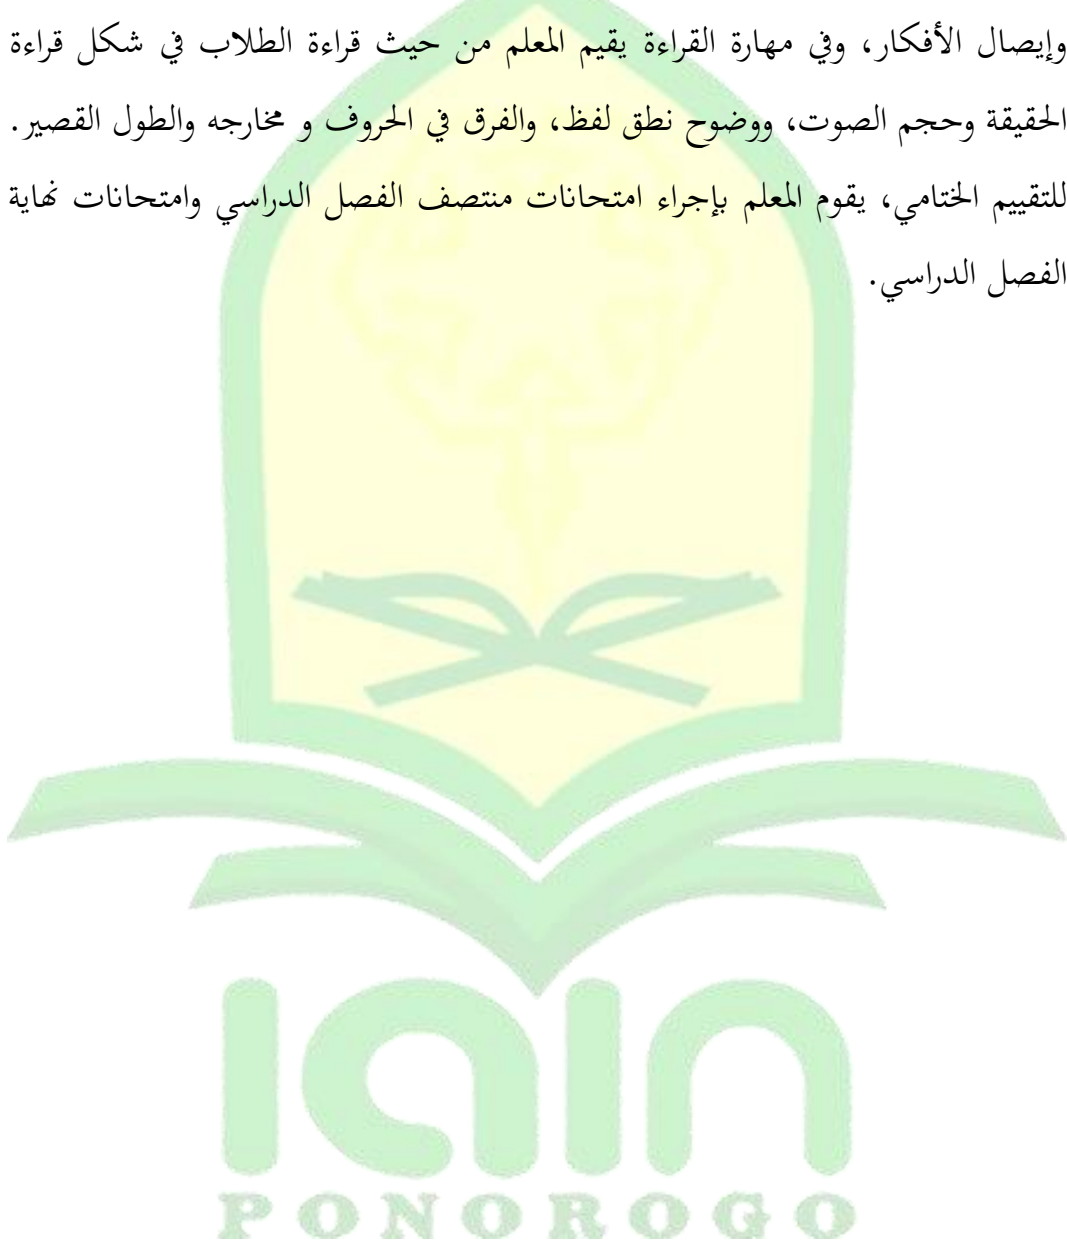 وإيصال الأفكار، وفي مهارة القراءة يقيم المعلم من حيث قراءة الطلاب في شكل قراءة
الحقيقة وحجم الصوت، ووضوح نطق لفظ، والفرق في الحروف و مخارجه والطول القصير.
للتقييم الختامي، يقوم المعلم بإجراء امتحانات منتصف الفصل الدراسي وامتحانات نهاية
الفصل الدراسي.
iain
PONOROGO